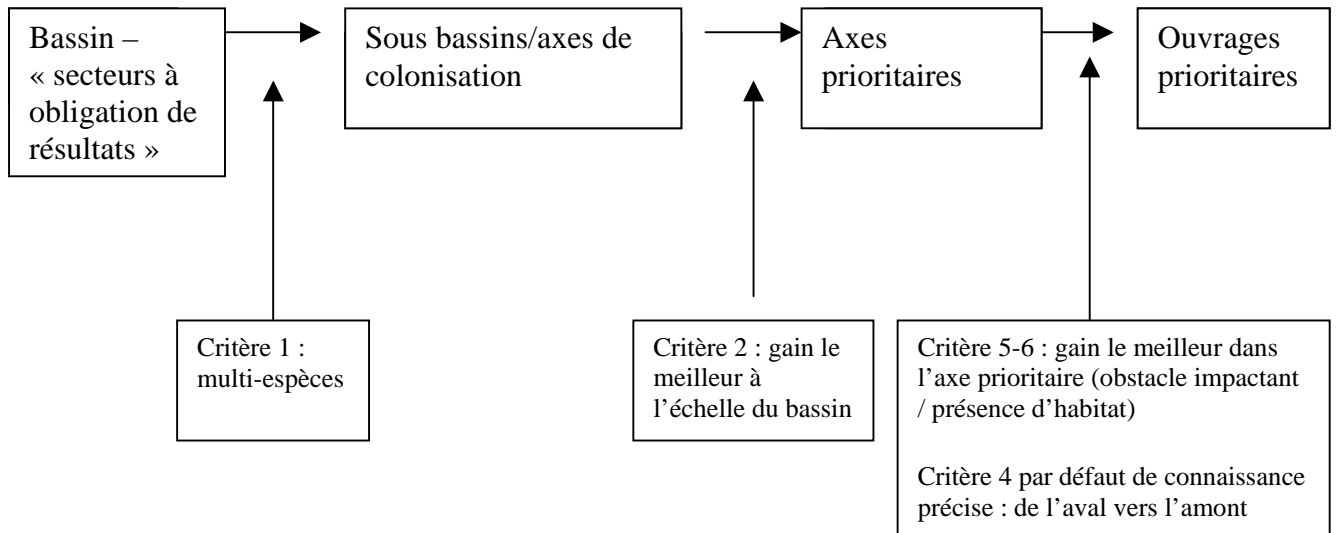 Bassin –
« secteurs à
obligation de
résultats »
Sous bassins/axes de
colonisation
Axes
prioritaires
Ouvrages
prioritaires
Critère 1 :
multi-espèces
Critère 2 : gain le
meilleur à
l’échelle du bassin
Critère 5-6 : gain le meilleur dans
l’axe prioritaire (obstacle impactant
/ présence d’habitat)
Critère 4 par défaut de connaissance
précise : de l’aval vers l’amont